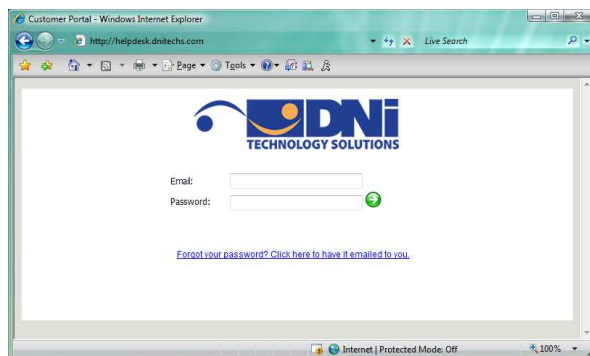 Customer Portal - Windows Internet Explorer
http://helpdesk.dnitechs.com
Live Search
Page
Tools
DNi
TECHNOLOGY SOLUTIONS
Email:
Password:
Forgot your password? Click here to have it emailed to you.
Internet | Protected Mode: Off
100%